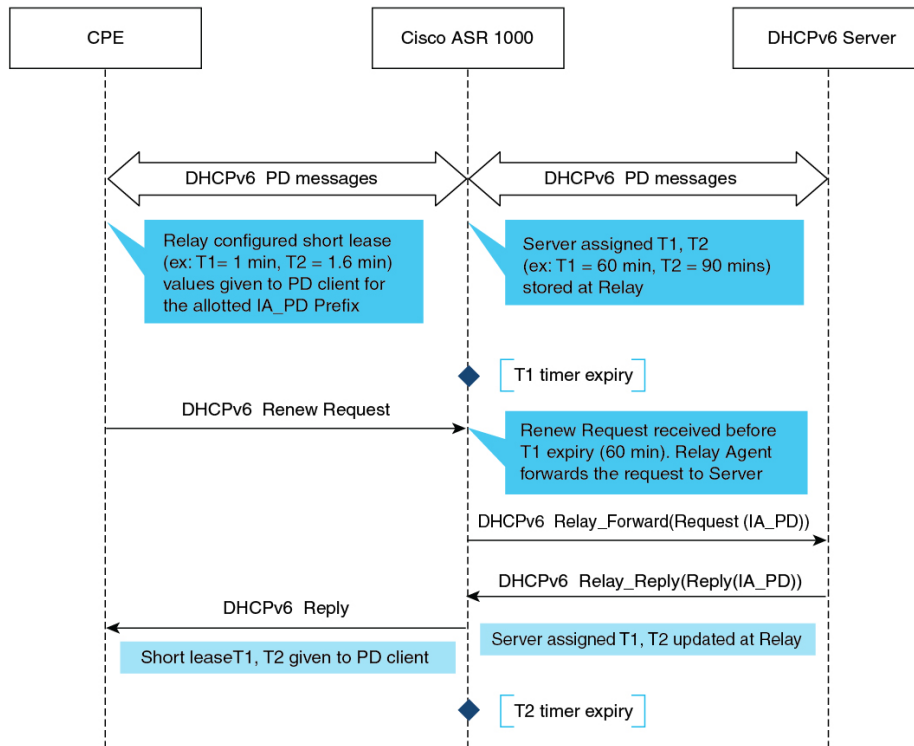 CPE
Cisco ASR 1000
DHCPv6 Server
DHCPv6 PD messages
DHCPv6 PD messages
Relay configured short lease
(ex: T1= 1 min, T2 = 1.6 min)
values given to PD client for
the allotted IA_PD Prefix
Server assigned T1, T2
(ex: T1 = 60 min, T2 = 90 mins)
stored at Relay
T1 timer expiry
DHCPv6 Renew Request
Renew Request received before
T1 expiry (60 min). Relay Agent
forwards the request to Server
DHCPv6 Relay_Forward(Request (IA_PD))
DHCPv6 Relay_Reply(Reply(IA_PD))
DHCPv6 Reply
Server assigned T1, T2 updated at Relay
Short leaseT1, T2 given to PD client
T2 timer expiry